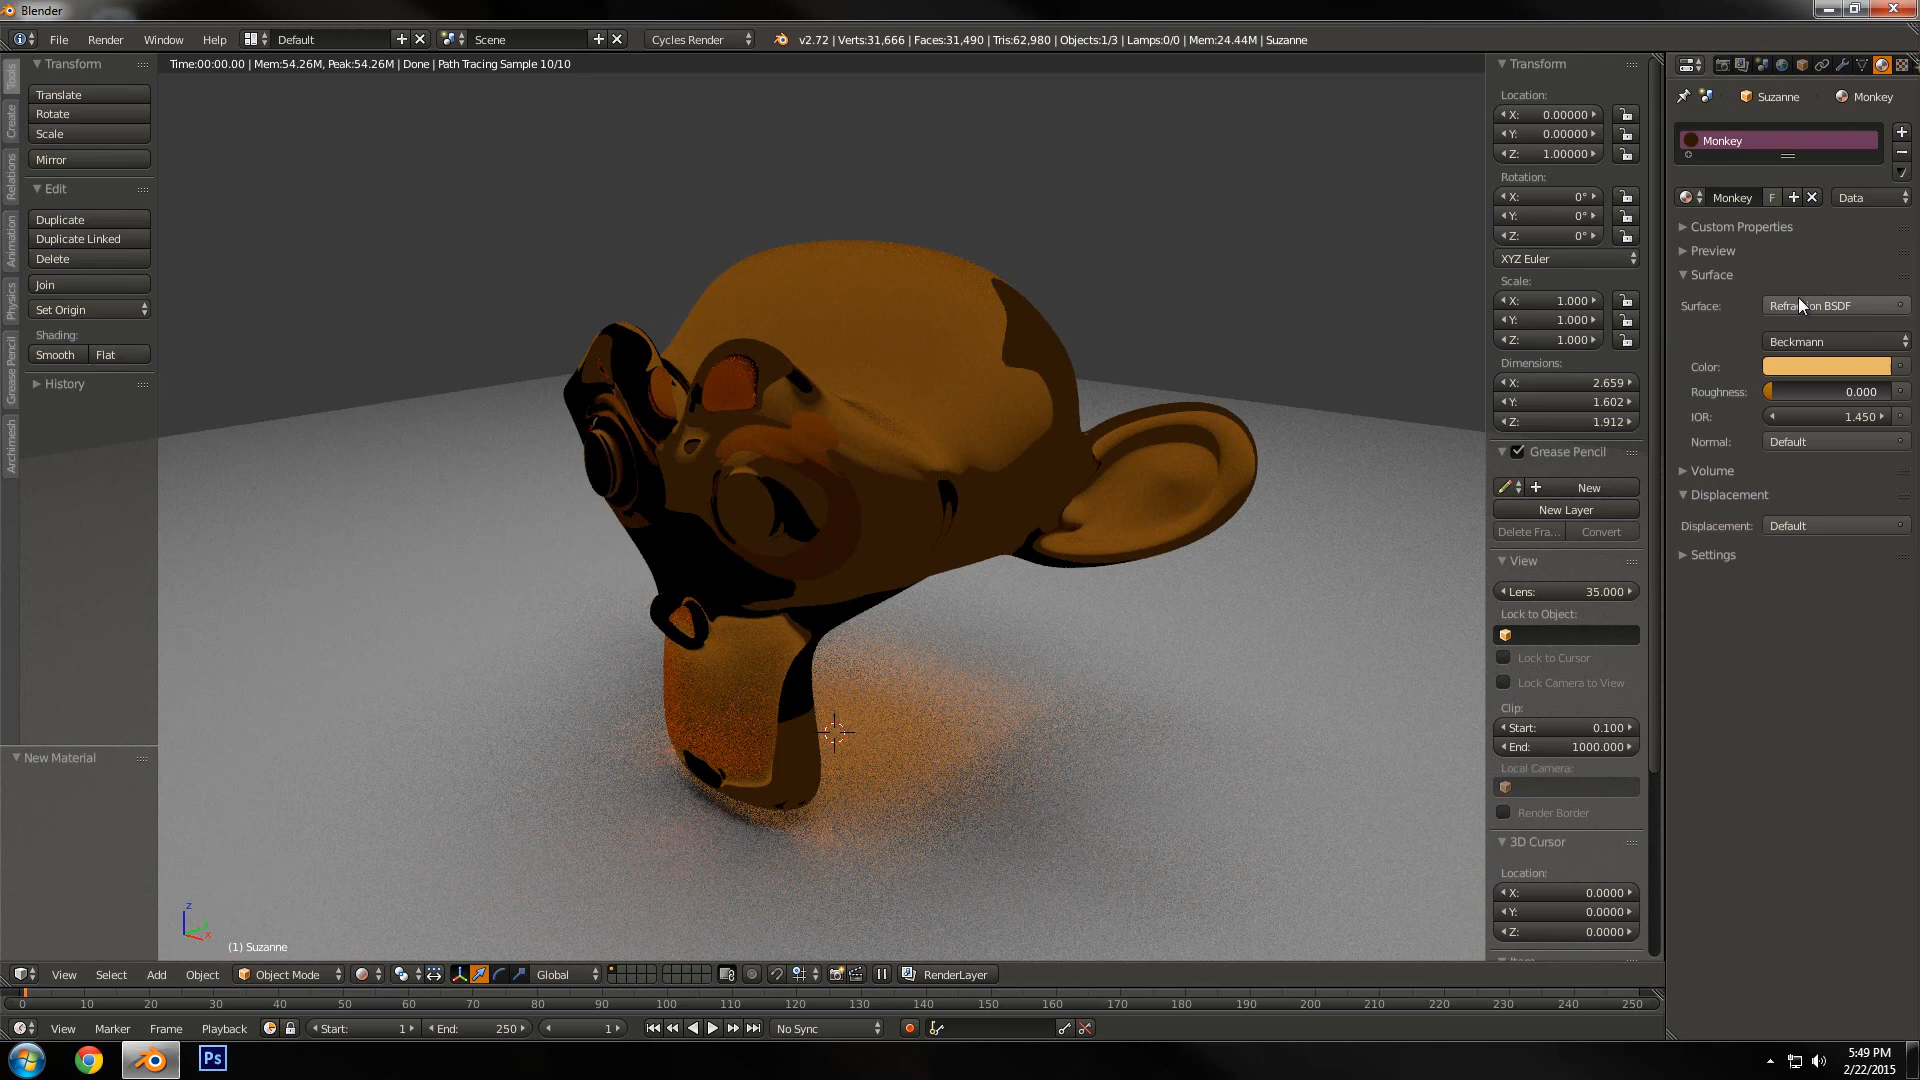 Blender
File Render Window Help Default Scene Cycles Render v2.72 | Verts:31,666 | Faces:31,490 | Tris:62,980 | Objects:1/3 | Lamps:0/0 | Mem:24.44M | Suzanne
Time:00:00.00 | Mem:54.26M, Peak:54.26M | Done | Path Tracing Sample 10/10
Tools
Create
Relations
Animation
Physics
Grease Pencil
Archimesh
Transform
Translate
Rotate
Scale
Mirror
Edit
Duplicate
Duplicate Linked
Delete
Join
Set Origin
Shading:
Smooth Flat
History
New Material
(1) Suzanne
z
x
Transform
Location:
X: 0.00000
Y: 0.00000
Z: 1.00000
Rotation:
X: 0°
Y: 0°
Z: 0°
XYZ Euler
Scale:
X: 1.000
Y: 1.000
Z: 1.000
Dimensions:
X: 2.659
Y: 1.602
Z: 1.912
Grease Pencil
New
New Layer
Delete Fra... Convert
View
Lens: 35.000
Lock to Object:
Lock to Cursor
Lock Camera to View
Clip:
Start: 0.100
End: 1000.000
Local Camera:
Render Border
3D Cursor
Location:
X: 0.0000
Y: 0.0000
Z: 0.0000
Suzanne Monkey
Monkey
Monkey F Data
Custom Properties
Preview
Surface
Surface: Refraction BSDF
Beckmann
Color:
Roughness: 0.000
IOR: 1.450
Normal: Default
Volume
Displacement
Displacement: Default
Settings
View Select Add Object Object Mode Global RenderLayer
0 10 20 30 40 50 60 70 80 90 100 110 120 130 140 150 160 170 180 190 200 210 220 230 240 250
View Marker Frame Playback Start: 1 End: 250 1 No Sync
Ps
5:49 PM
2/22/2015